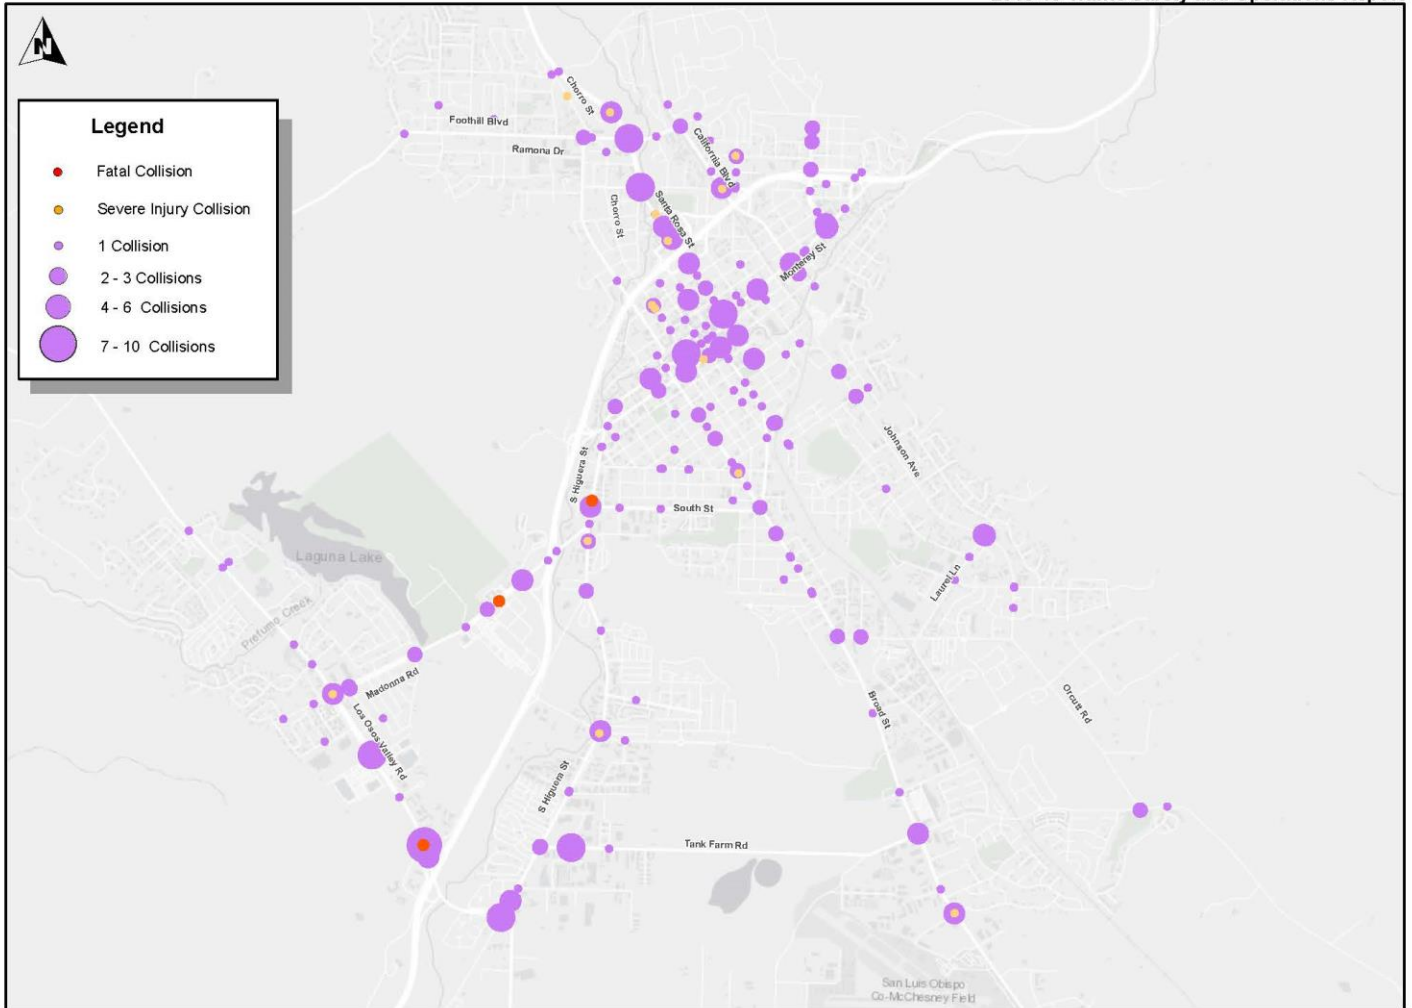 N
Legend
Fatal Collision
Severe Injury Collision
1 Collision
2 - 3 Collisions
4 - 6 Collisions
7 - 10 Collisions
Chorro St
Foothill Blvd
Ramona Dr
California Blvd
Chorro St
Santa Rosa St
Monterey St
Johnson Ave
S Higuera St
South St
Laguna Lake
Laurel Ln
Prefumo Creek
Madonna Rd
Los Osos Valley Rd
Broad St
Orcutt Rd
S Higuera St
Tank Farm Rd
San Luis Obispo
Co-McChesney Field